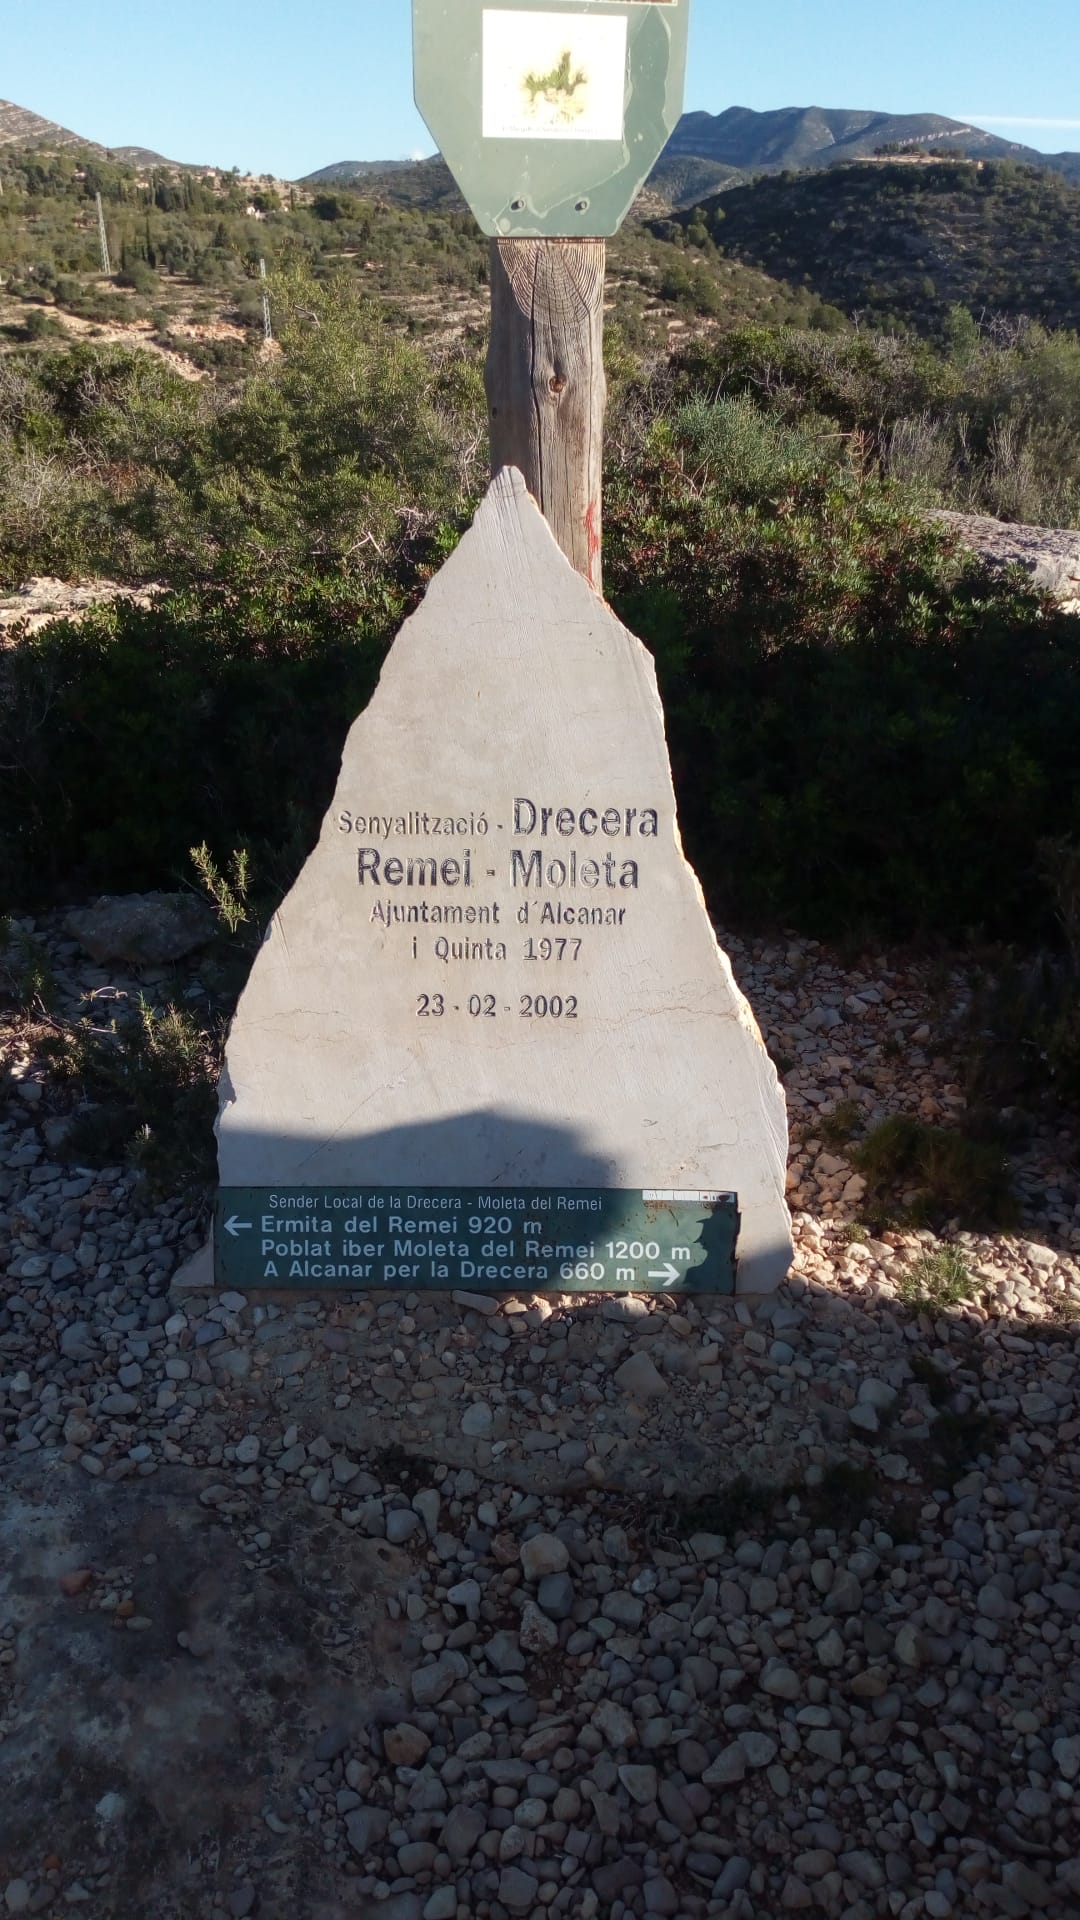 Senyalització - Drecera
Remei - Moleta
Ajuntament d´Alcanar
i Quinta 1977
23 - 02 - 2002
Sender Local de la Drecera - Moleta del Remei
← Ermita del Remei 920 m
Poblat iber Moleta del Remei 1200 m
A Alcanar per la Drecera 660 m →